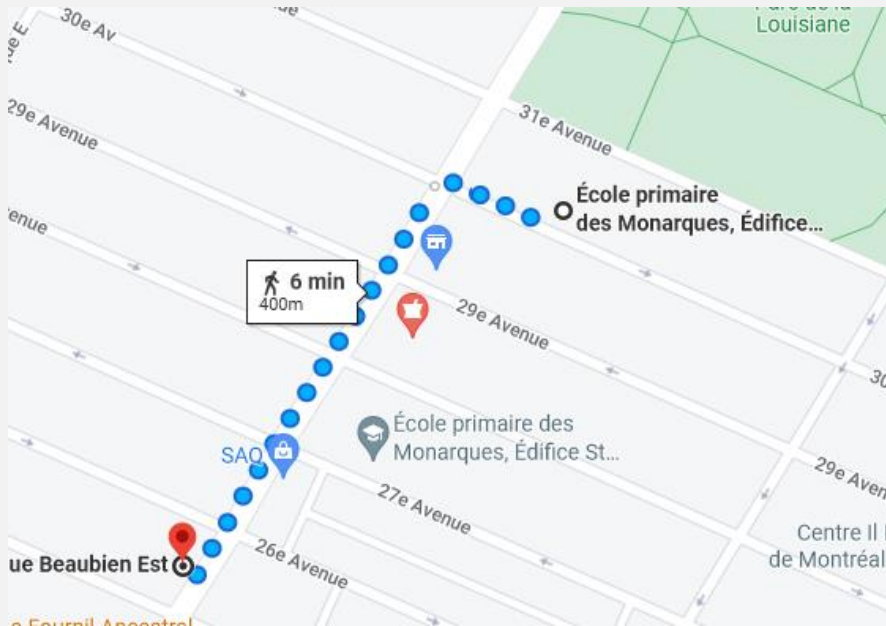 30e Av
Louisiane
29e Avenue
31e Avenue
École primaire
des Monarques, Édifice...
6 min
400m
29e Avenue
École primaire des
Monarques, Édifice St...
SAQ
29e Aven
27e Avenue
Centre Il
de Montréal
26e Avenue
ue Beaubien Est